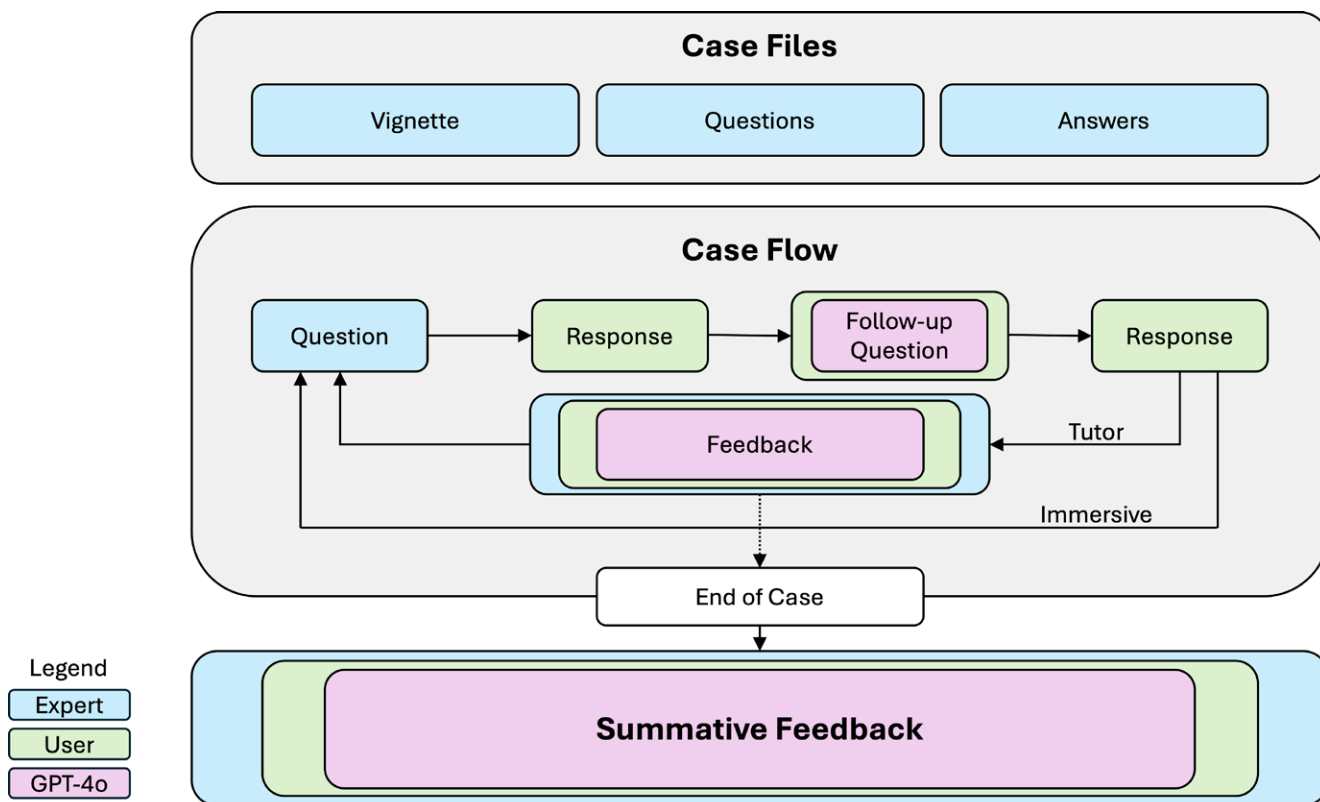 Case Files
Vignette
Questions
Answers
Case Flow
Question
Response
Follow-up
Question
Response
Feedback
Tutor
Immersive
End of Case
Legend
Expert
User
GPT-4o
Summative Feedback